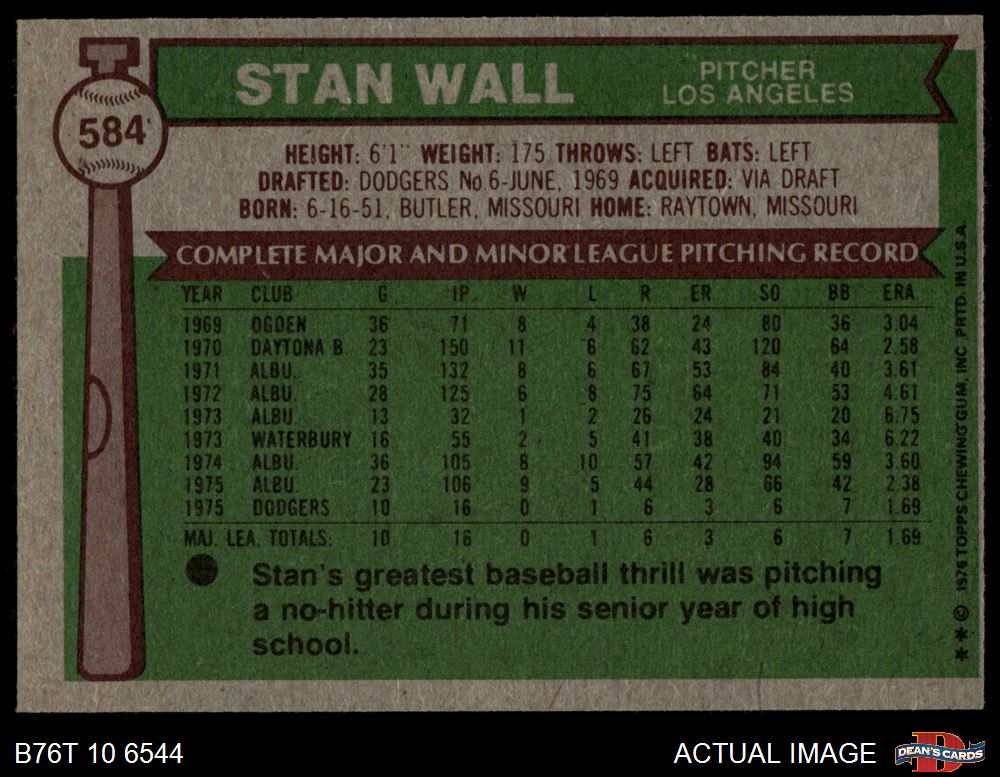 T
STAN WALL
PITCHER
LOS ANGELES
584
HEIGHT: 6'1" WEIGHT: 175 THROWS: LEFT BATS: LEFT
DRAFTED: DODGERS No. 6-JUNE, 1969 ACQUIRED: VIA DRAFT
BORN: 6-16-51, BUTLER, MISSOURI HOME: RAYTOWN, MISSOURI
COMPLETE MAJOR AND MINOR LEAGUE PITCHING RECORD
YEAR CLUB G IP W L R ER SO BB ERA
1969 OGDEN 36 71 8 4 38 24 80 36 3.04
1970 DAYTONA B. 23 150 11 6 62 43 120 64 2.58
1971 ALBU. 35 132 8 6 67 53 84 40 3.61
1972 ALBU. 28 125 6 8 75 64 71 53 4.61
1973 ALBU. 13 32 1 2 26 24 21 20 6.75
1973 WATERBURY 16 55 2 5 41 38 40 34 6.22
1974 ALBU. 36 105 8 10 57 42 94 59 3.60
1975 ALBU. 23 106 9 5 44 28 66 42 2.38
1975 DODGERS 10 16 0 1 6 3 6 7 1.69
MAJ. LEA. TOTALS: 10 16 0 1 6 3 6 7 1.69
Stan's greatest baseball thrill was pitching
a no-hitter during his senior year of high
school.
** © 1976 TOPPS CHEWING GUM, INC. PRTD. IN U.S.A.
B76T 10 6544
ACTUAL IMAGE
D
DEAN'S CARDS